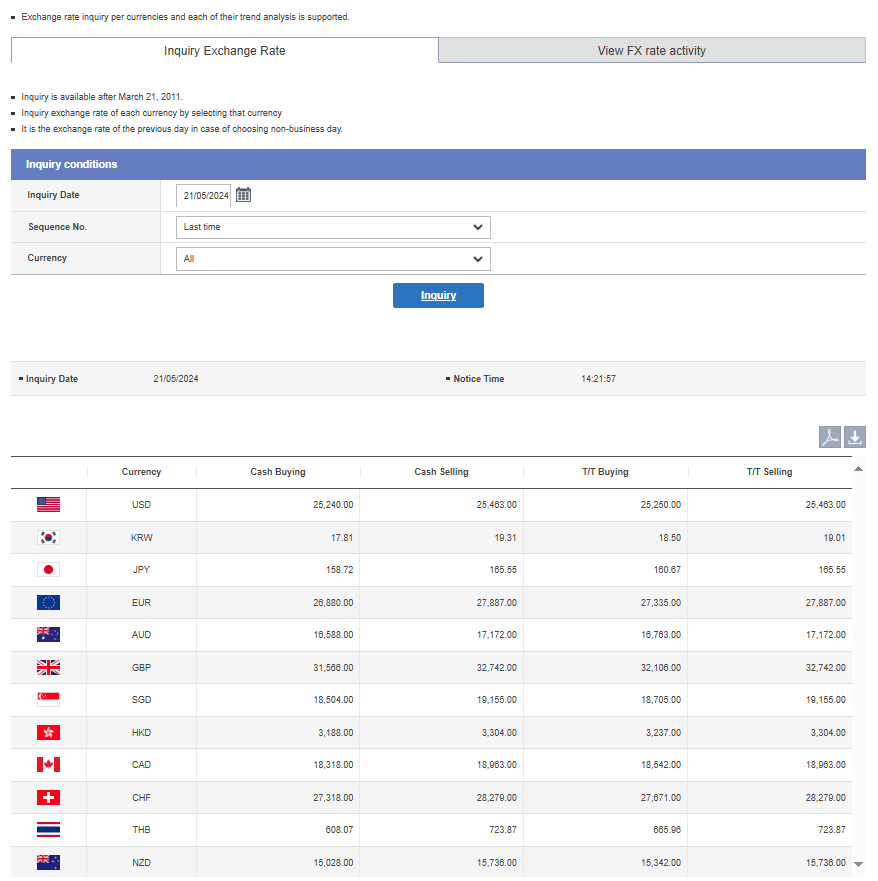 Exchange rate inquiry per currencies and each of their trend analysis is supported.
Inquiry Exchange Rate View FX rate activity
Inquiry is available after March 21, 2011.
Inquiry exchange rate of each currency by selecting that currency
It is the exchange rate of the previous day in case of choosing non-business day.
Inquiry conditions
Inquiry Date 21/05/2024
Sequence No. Last time
Currency All
Inquiry
Inquiry Date 21/05/2024 Notice Time 14:21:57
Currency Cash Buying Cash Selling T/T Buying T/T Selling
USD 25,240.00 25,463.00 25,250.00 25,463.00
KRW 17.81 19.31 18.50 19.01
JPY 158.72 165.55 160.67 165.55
EUR 26,880.00 27,887.00 27,335.00 27,887.00
AUD 16,588.00 17,172.00 16,763.00 17,172.00
GBP 31,566.00 32,742.00 32,106.00 32,742.00
SGD 18,504.00 19,155.00 18,705.00 19,155.00
HKD 3,188.00 3,304.00 3,237.00 3,304.00
CAD 18,318.00 18,963.00 18,542.00 18,963.00
CHF 27,318.00 28,279.00 27,671.00 28,279.00
THB 608.07 723.87 665.96 723.87
NZD 15,028.00 15,736.00 15,342.00 15,736.00